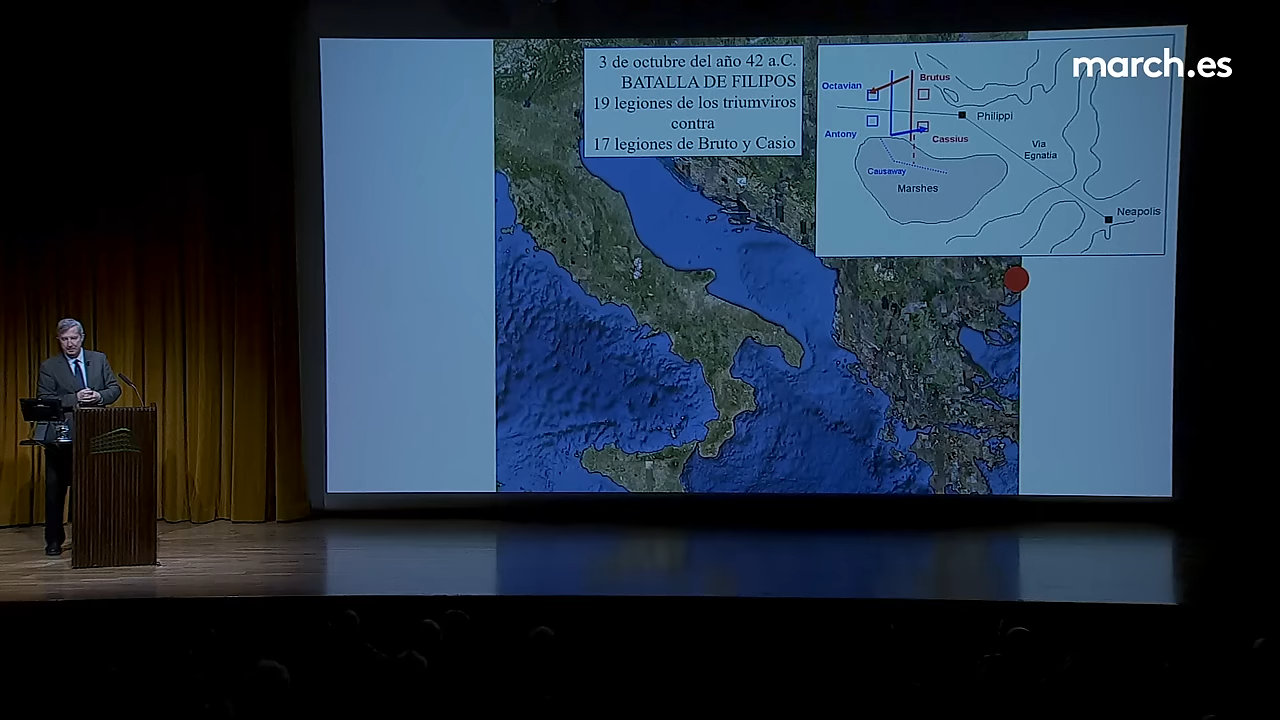 march.es
3 de octubre del año 42 a.C.
BATALLA DE FILIPOS
19 legiones de los triumviros
contra
17 legiones de Bruto y Casio
Octavian
Brutus
Philippi
Antony
Cassius
Via
Egnatia
Causaway
Marshes
Neapolis